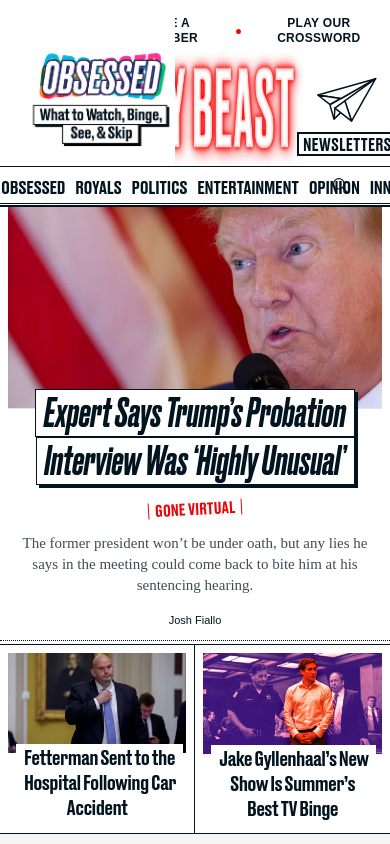 E A
PLAY OUR
BER
CROSSWORD
OBSESSED
What to Watch, Binge,
See, & Skip
Y BEAST
NEWSLETTERS
OBSESSED ROYALS POLITICS ENTERTAINMENT OPINION INN
Expert Says Trump's Probation
Interview Was 'Highly Unusual'
GONE VIRTUAL
The former president won't be under oath, but any lies he
says in the meeting could come back to bite him at his
sentencing hearing.
Josh Fiallo
Fetterman Sent to the
Hospital Following Car
Accident
Jake Gyllenhaal's New
Show Is Summer's
Best TV Binge